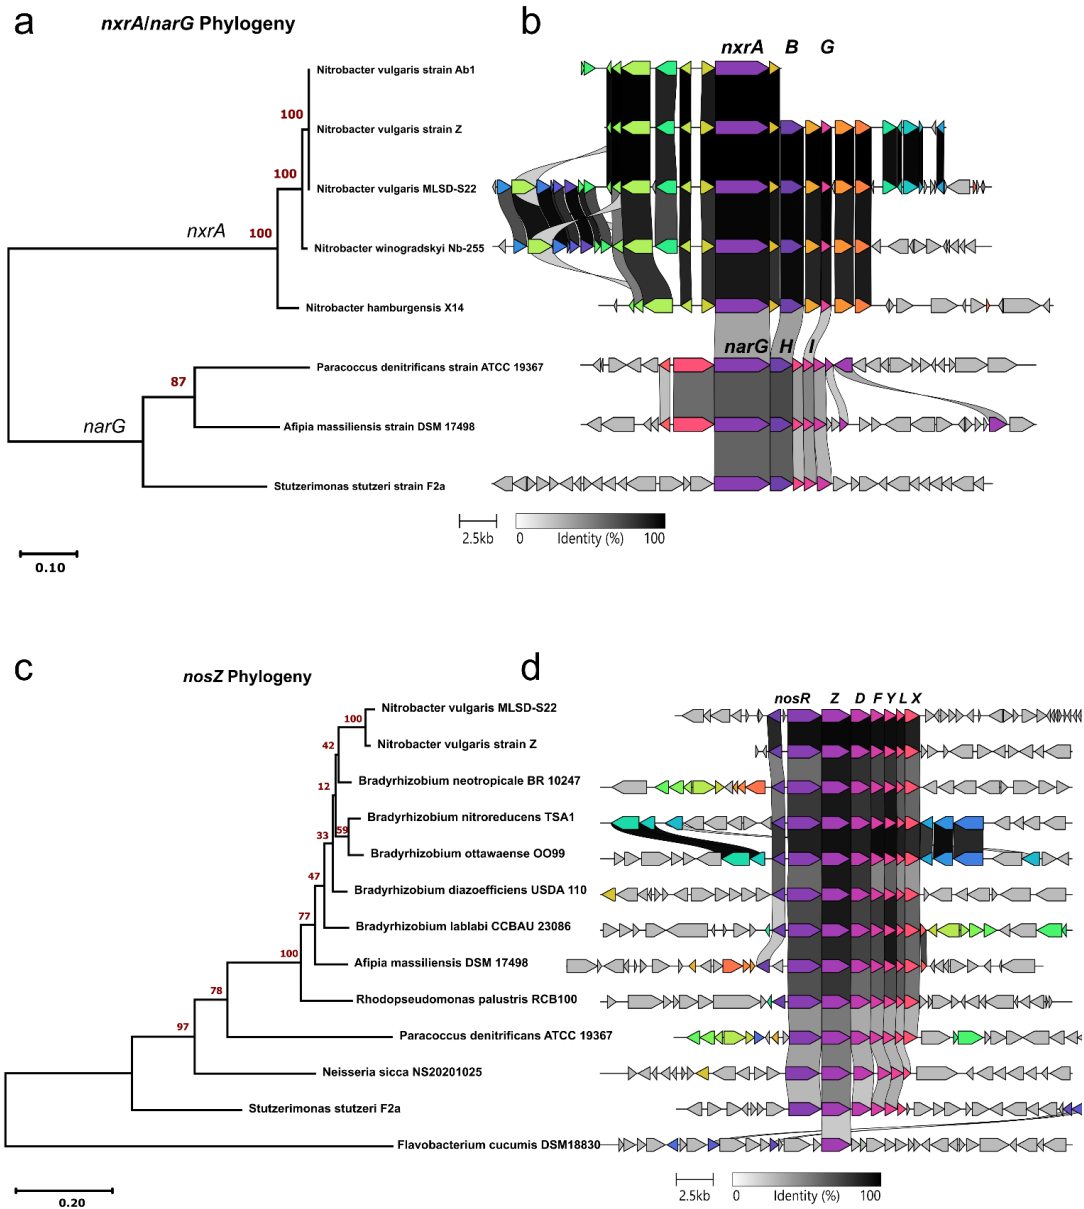 a
nxrA/narG Phylogeny
Nitrobacter vulgaris strain Ab1
100
Nitrobacter vulgaris strain Z
100
Nitrobacter vulgaris MLSD-S22
nxrA
100
Nitrobacter winogradskyi Nb-255
Nitrobacter hamburgensis X14
Paracoccus denitrificans strain ATCC 19367
87
narG
Afipia massiliensis strain DSM 17498
Stutzerimonas stutzeri strain F2a
0.10
b
nxrA B G
narG H I
2.5kb
0 Identity (%) 100
c
nosZ Phylogeny
Nitrobacter vulgaris MLSD-S22
100
Nitrobacter vulgaris strain Z
42
Bradyrhizobium neotropicale BR 10247
12
Bradyrhizobium nitroreducens TSA1
59
33
Bradyrhizobium ottawaense OO99
47
Bradyrhizobium diazoefficiens USDA 110
77
Bradyrhizobium lablabi CCBAU 23086
100
Afipia massiliensis DSM 17498
78
Rhodopseudomonas palustris RCB100
97
Paracoccus denitrificans ATCC 19367
Neisseria sicca NS20201025
Stutzerimonas stutzeri F2a
Flavobacterium cucumis DSM18830
0.20
d
nosR Z D F Y L X
2.5kb
0 Identity (%) 100